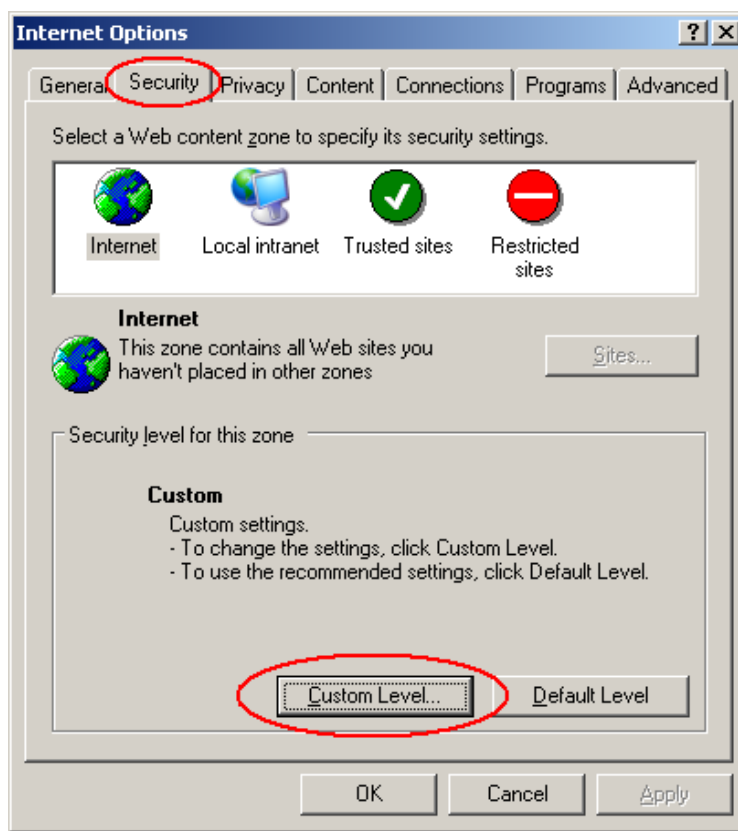 Internet Options
General Security Privacy Content Connections Programs Advanced
Select a Web content zone to specify its security settings.
Internet Local intranet Trusted sites Restricted sites
Internet
This zone contains all Web sites you
haven't placed in other zones
Sites...
Security level for this zone
Custom
Custom settings.
- To change the settings, click Custom Level.
- To use the recommended settings, click Default Level.
Custom Level... Default Level
OK Cancel Apply